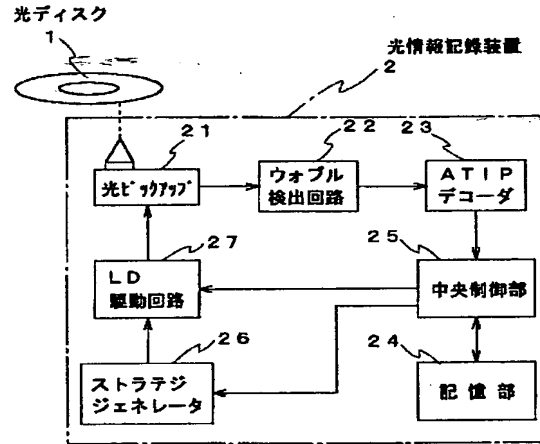 光ディスク
1
光情報記録装置
2
21
22
23
光ピックアップ
ウォブル
検出回路
ATIP
デコーダ
27
25
LD
駆動回路
中央制御部
26
24
ストラテジ
ジェネレータ
記憶部